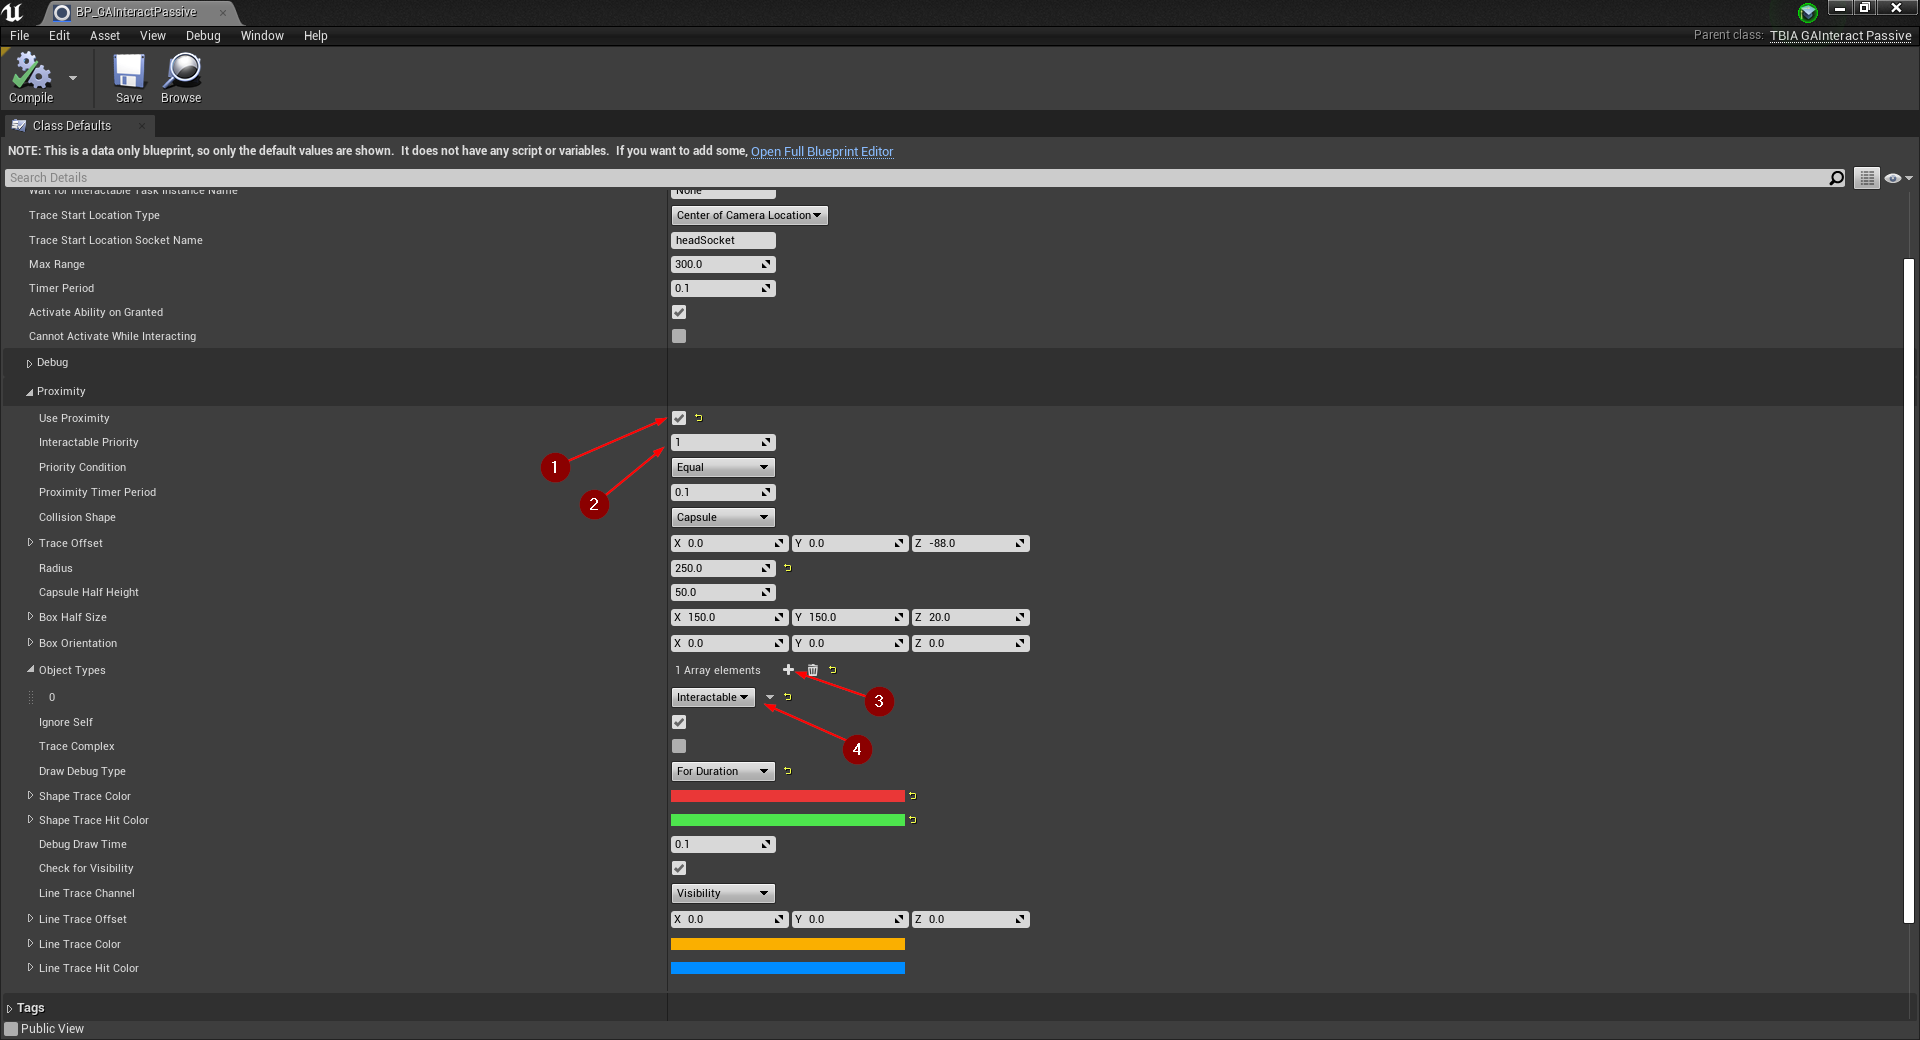 BP_GAInteractPassive
File Edit Asset View Debug Window Help
Parent class: TBIA GAInteract Passive
Compile Save Browse
Class Defaults
NOTE: This is a data only blueprint, so only the default values are shown. It does not have any script or variables. If you want to add some, Open Full Blueprint Editor
Search Details
Wait for Interactable Task Instance Name None
Trace Start Location Type Center of Camera Location
Trace Start Location Socket Name headSocket
Max Range 300.0
Timer Period 0.1
Activate Ability on Granted
Cannot Activate While Interacting
Debug
Proximity
Use Proximity
1
Interactable Priority 1
2
Priority Condition Equal
Proximity Timer Period 0.1
Collision Shape Capsule
Trace Offset X 0.0 Y 0.0 Z -88.0
Radius 250.0
Capsule Half Height 50.0
Box Half Size X 150.0 Y 150.0 Z 20.0
Box Orientation X 0.0 Y 0.0 Z 0.0
Object Types 1 Array elements
3
0 Interactable
4
Ignore Self
Trace Complex
Draw Debug Type For Duration
Shape Trace Color
Shape Trace Hit Color
Debug Draw Time 0.1
Check for Visibility
Line Trace Channel Visibility
Line Trace Offset X 0.0 Y 0.0 Z 0.0
Line Trace Color
Line Trace Hit Color
Tags
Public View